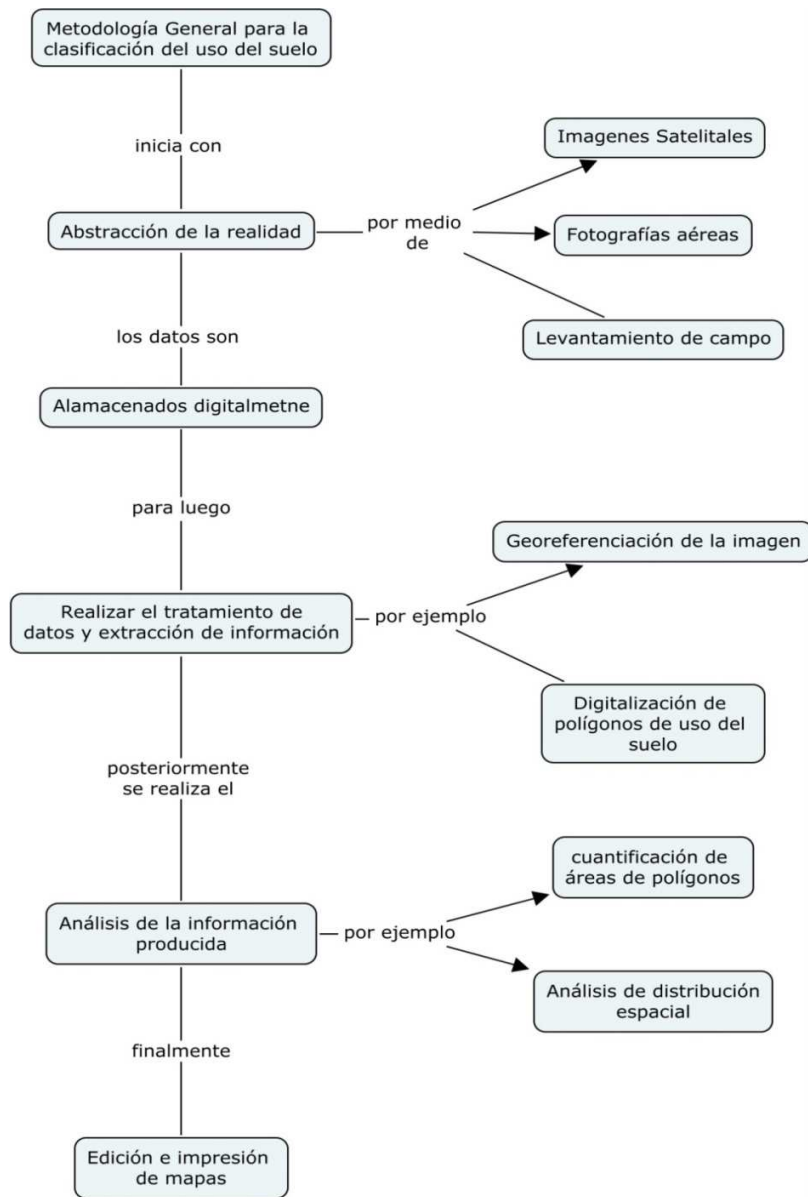 Metodología General para la
clasificación del uso del suelo
inicia con
Imagenes Satelitales
Abstracción de la realidad
por medio
de
Fotografías aéreas
Levantamiento de campo
los datos son
Alamacenados digitalmetne
para luego
Georeferenciación de la imagen
Realizar el tratamiento de
datos y extracción de información
por ejemplo
Digitalización de
polígonos de uso del
suelo
posteriormente
se realiza el
cuantificación de
áreas de polígonos
Análisis de la información
producida
por ejemplo
Análisis de distribución
espacial
finalmente
Edición e impresión
de mapas